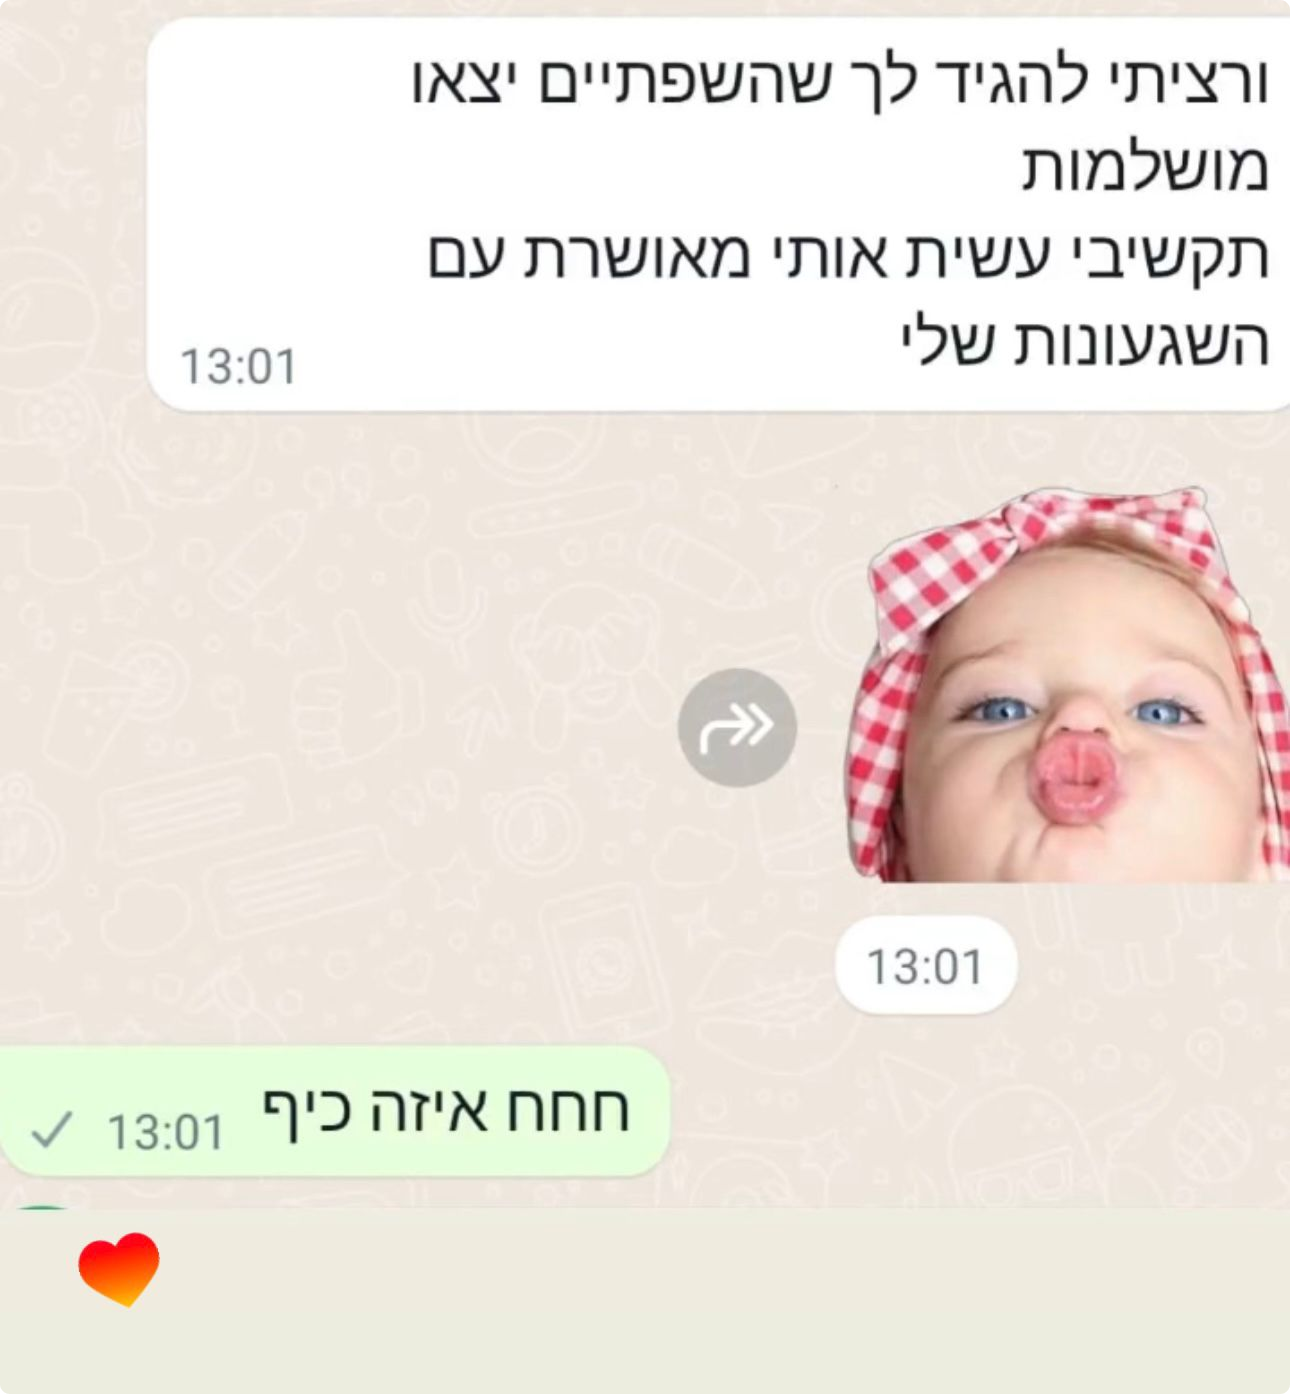 ורציתי להגיד לך שהשפתיים יצאו
מושלמות
תקשיבי עשית אותי מאושרת עם
השגעונות שלי
13:01
13:01
חחח איזה כיף
13:01